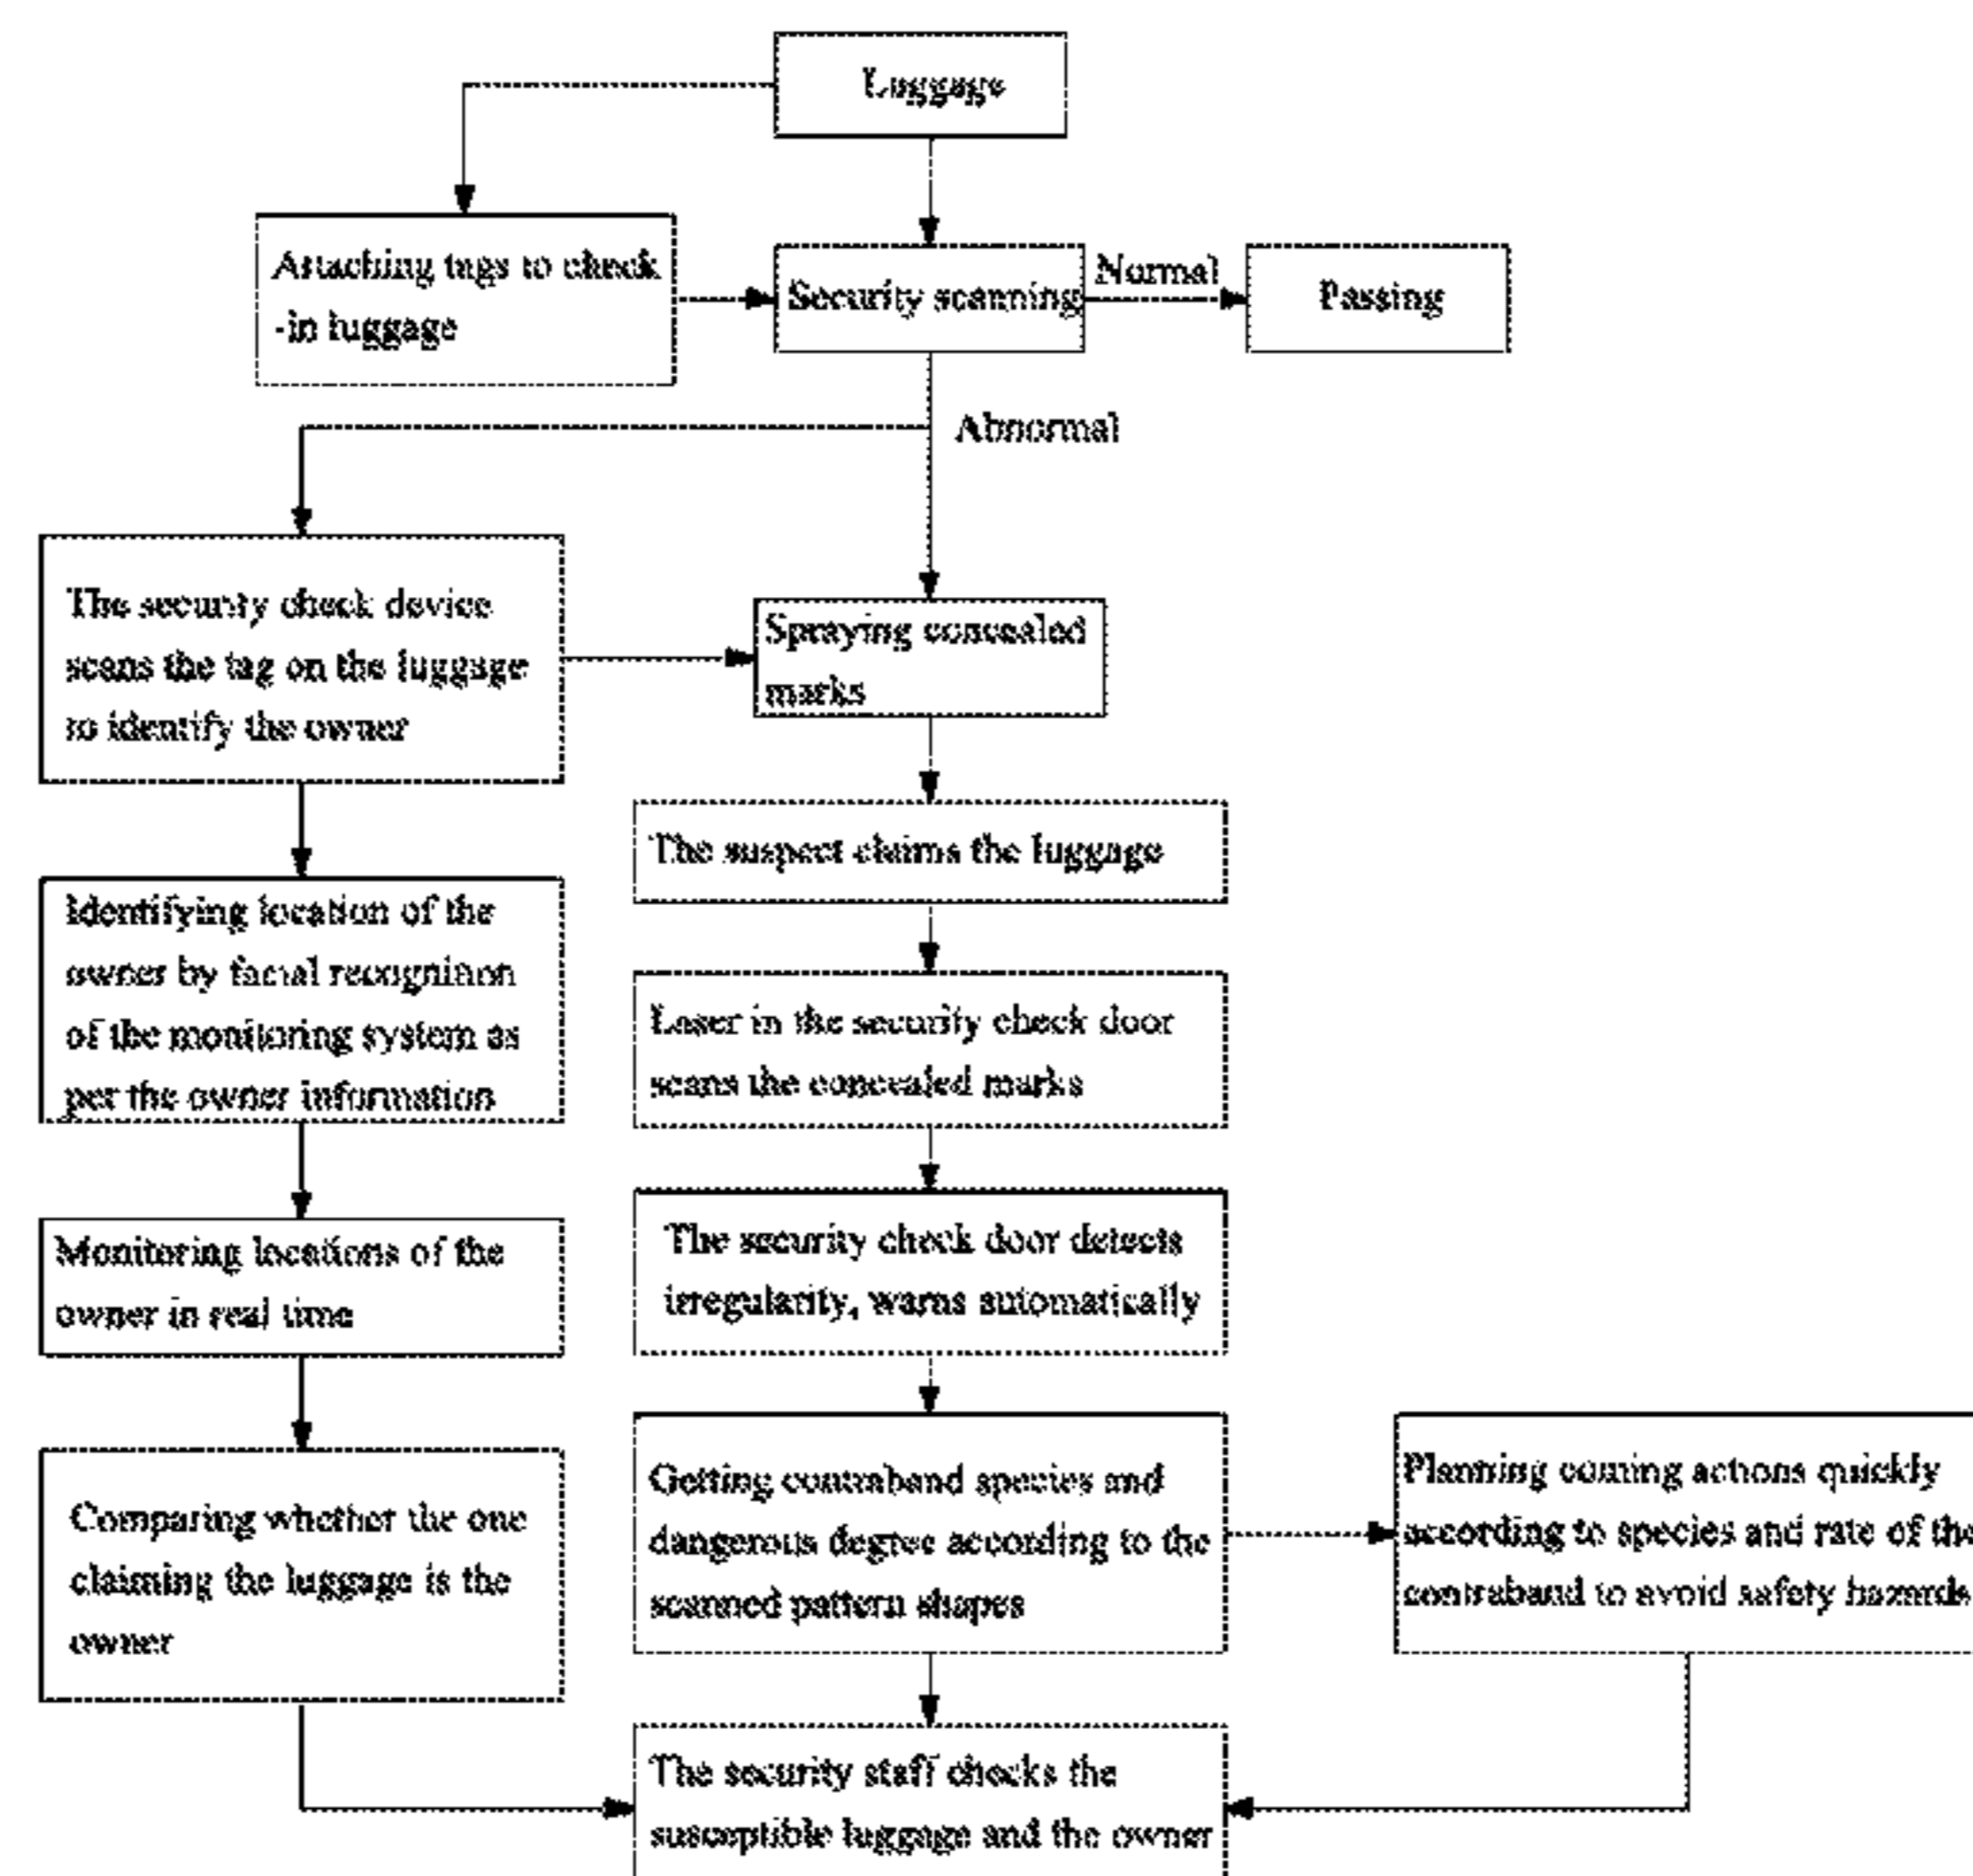 Luggage
Attaching tags to check
-in luggage
Security scanning
Normal
Passing
Abnormal
The security check device
scans the tag on the luggage
to identify the owner
Spraying concealed
marks
The suspect claims the luggage
Identifying location of the
owner by facial recognition
of the monitoring system as
per the owner information
Laser in the security check door
scans the concealed marks
Monitoring locations of the
owner in real time
The security check door detects
irregularity, warns automatically
Comparing whether the one
claiming the luggage is the
owner
Getting contraband species and
dangerous degree according to the
scanned pattern shapes
Planning coming actions quickly
according to species and rate of the
contraband to avoid safety hazards
The security staff checks the
susceptible luggage and the owner